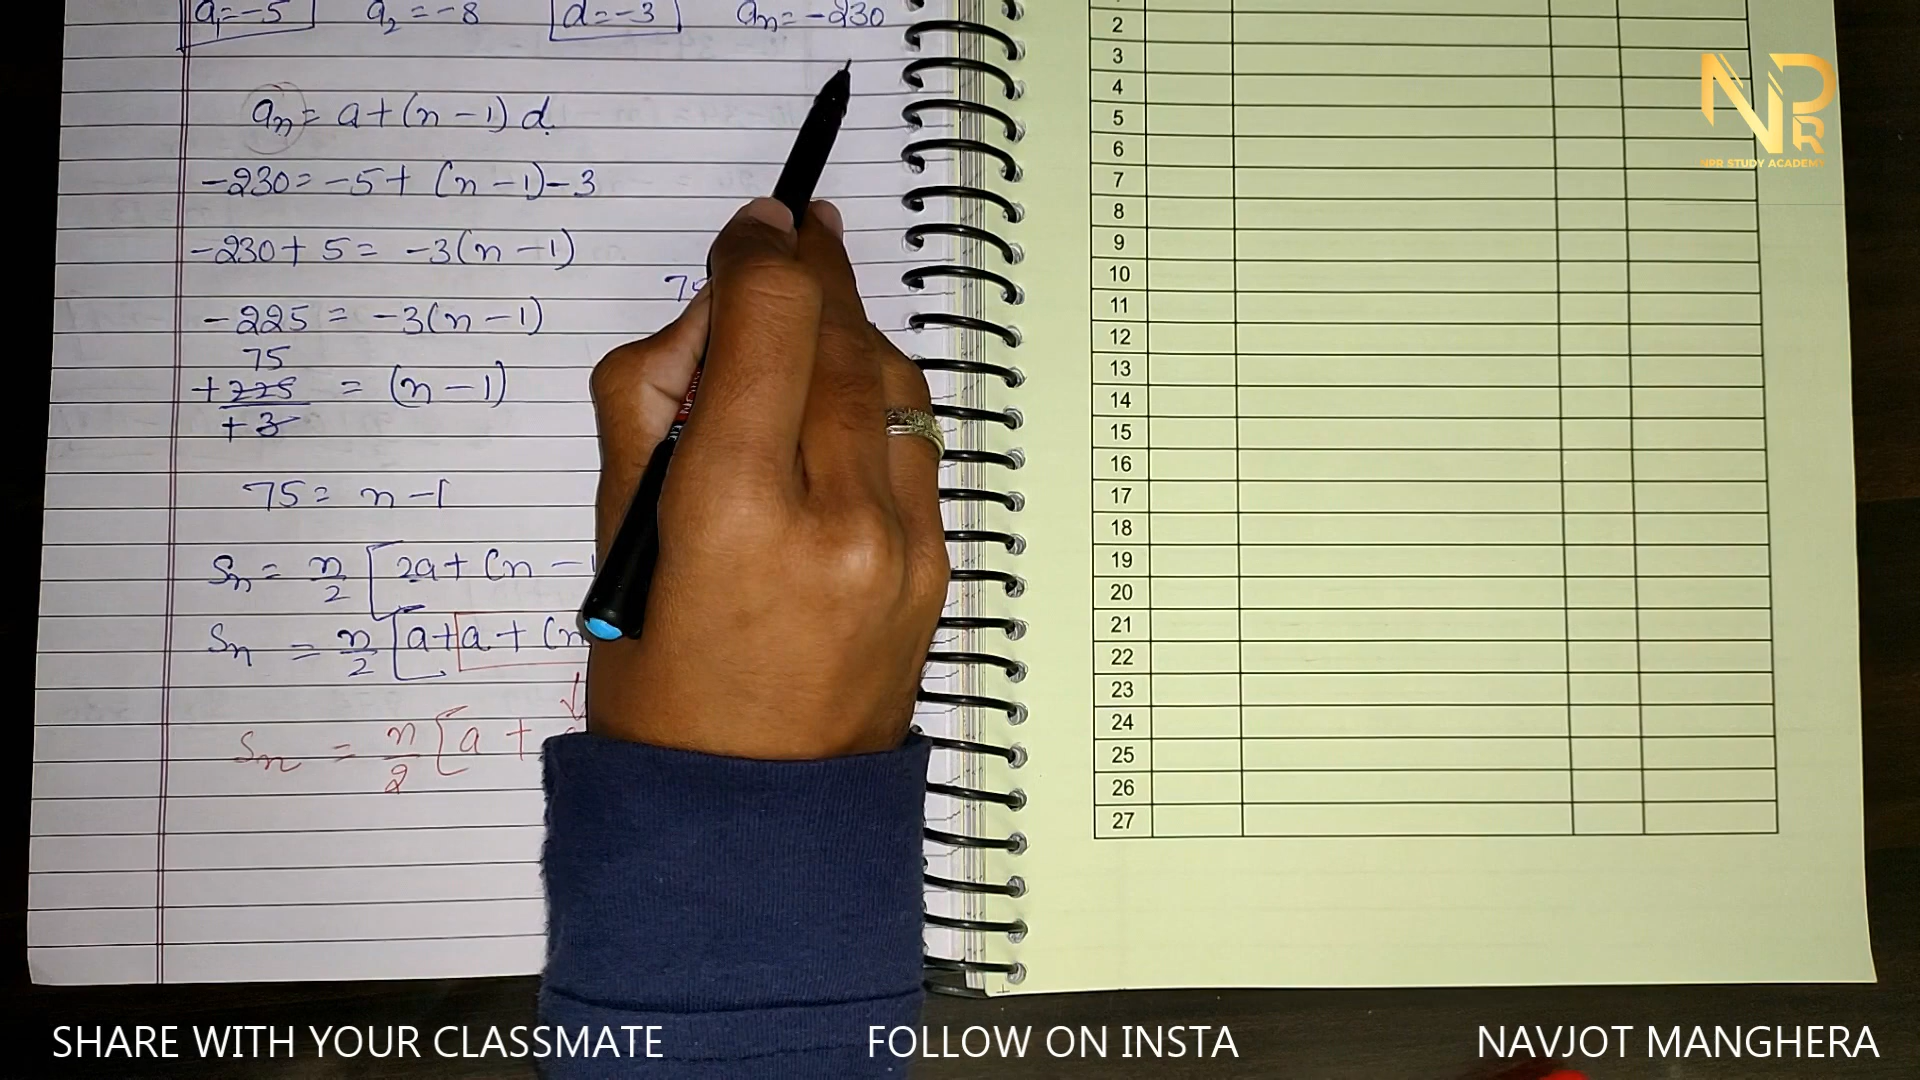 a₁=-5 a₂=-8 d=-3 aₙ=-230
aₙ = a+(n-1) d.
-230=-5+ (n-1)-3
-230+5= -3(n-1)
-225 = -3(n-1)
75
+225 = (n-1)
+3
75= n-1
Sₙ= n/2 [2a+(n-1
Sₙ = n/2 [a+a+(n
Sₙ = n/2 [a+
2
3
4
5
6
7
8
9
10
11
12
13
14
15
16
17
18
19
20
21
22
23
24
25
26
27
NPR
NPR STUDY ACADEMY
SHARE WITH YOUR CLASSMATE FOLLOW ON INSTA NAVJOT MANGHERA